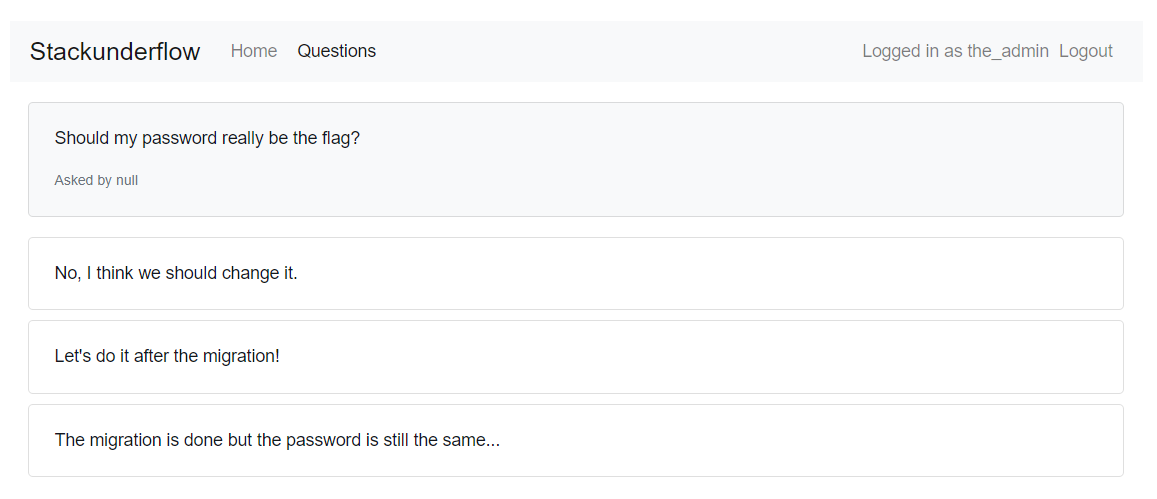 Stackunderflow Home Questions Logged in as the_admin Logout
Should my password really be the flag?
Asked by null
No, I think we should change it.
Let's do it after the migration!
The migration is done but the password is still the same...